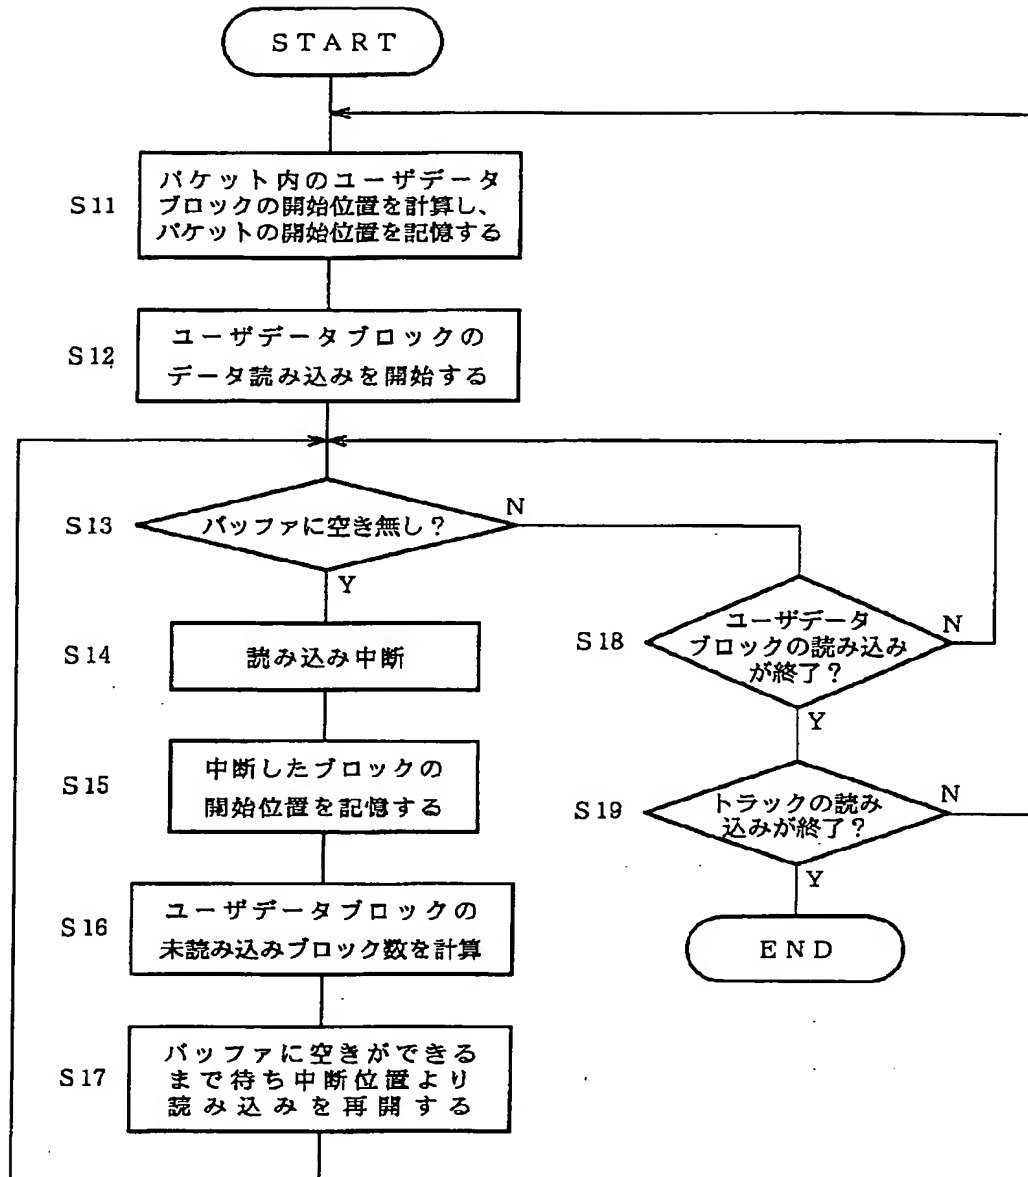 START
S11
パケット内のユーザデータ
ブロックの開始位置を計算し、
パケットの開始位置を記憶する
S12
ユーザデータブロックの
データ読み込みを開始する
S13
バッファに空き無し？
N
Y
S14
読み込み中断
S15
中断したブロックの
開始位置を記憶する
S16
ユーザデータブロックの
未読み込みブロック数を計算
S17
バッファに空きができる
まで待ち中断位置より
読み込みを再開する
S18
ユーザデータ
ブロックの読み込み
が終了？
N
Y
S19
トラックの読み
込みが終了？
N
Y
END